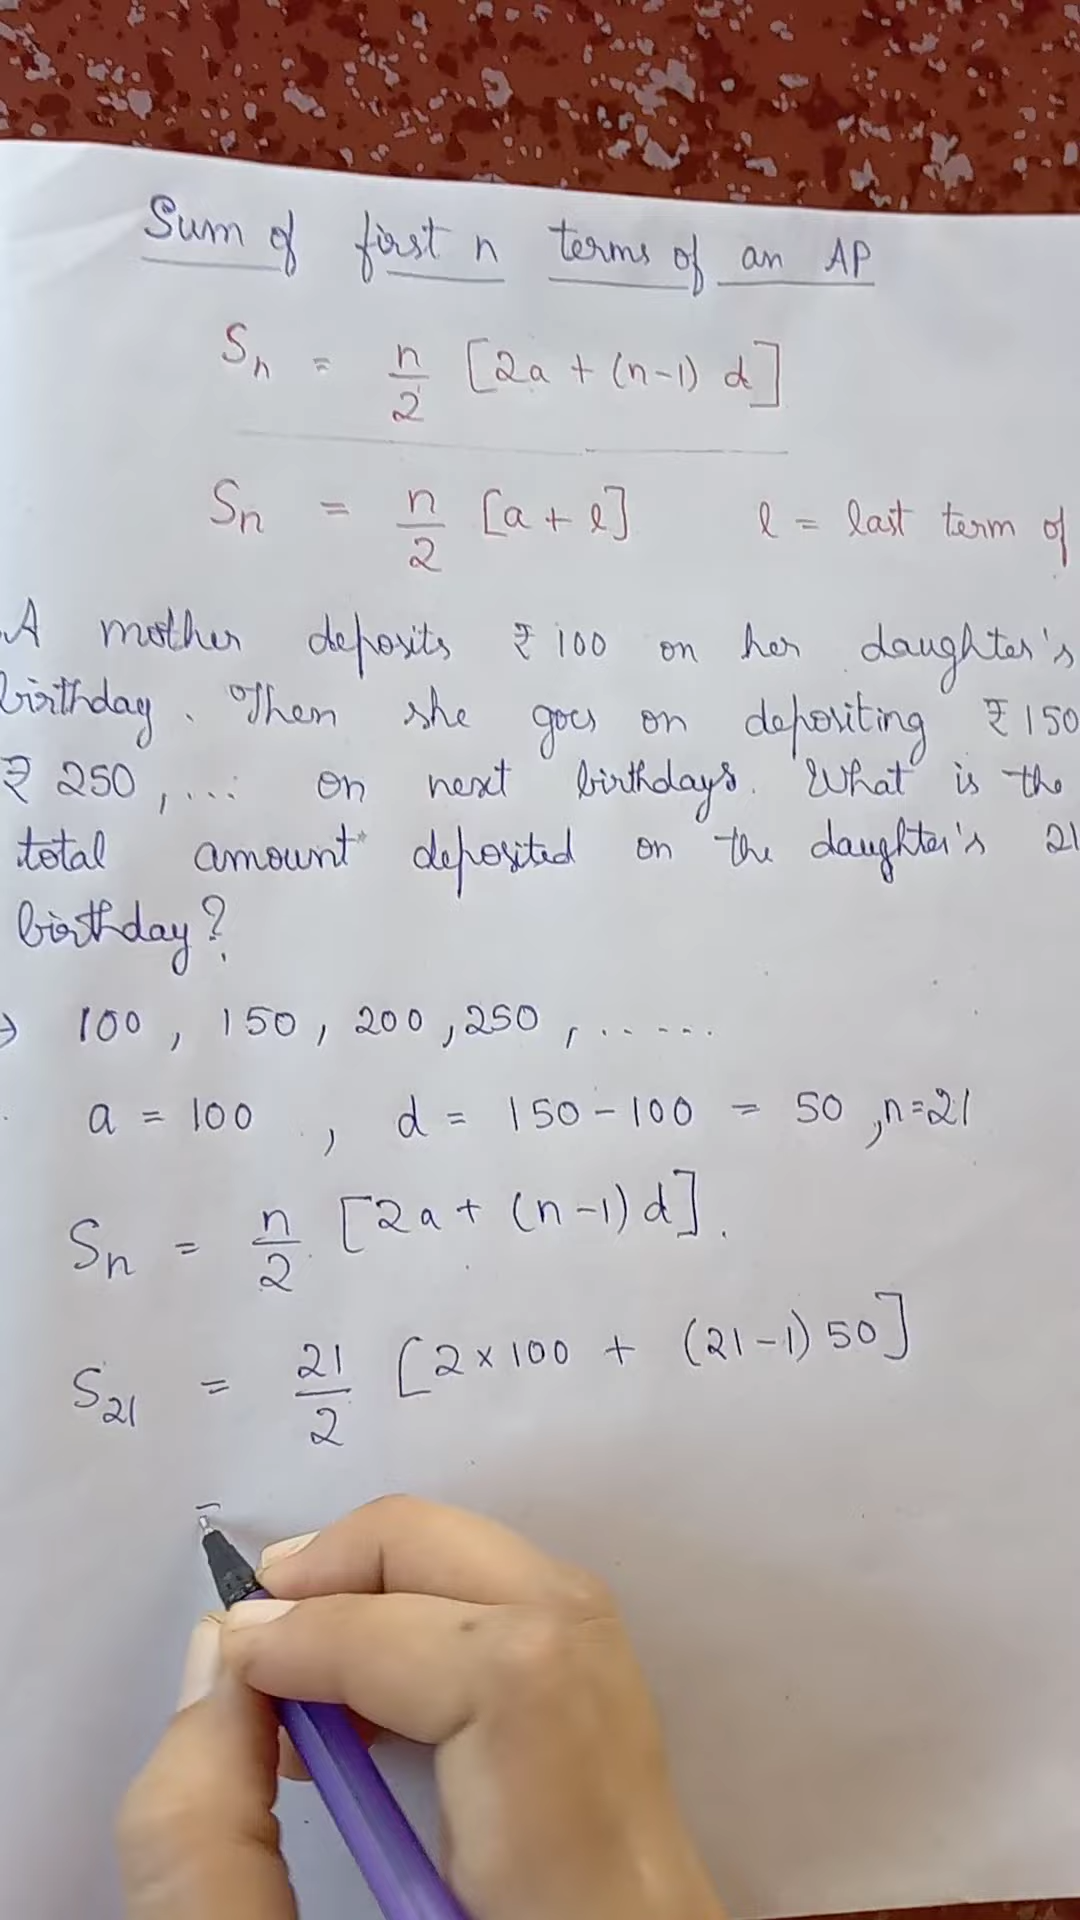 Sum of first n terms of an AP
Sn = n/2 [2a + (n-1) d]
Sn = n/2 [a + l] l = last term of
A mother deposits ₹ 100 on her daughter's
birthday. Then she goes on depositing ₹ 150
₹ 250, ... on next birthdays. What is the
total amount deposited on the daughter's 21
birthday?
100, 150, 200, 250, ......
a = 100, d = 150 - 100 = 50, n=21
Sn = n/2 [2a + (n-1) d].
S21 = 21/2 [2 × 100 + (21-1) 50]